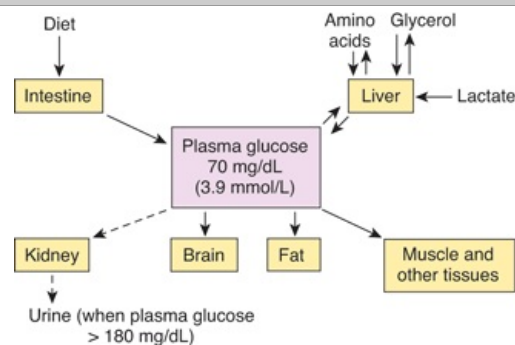 Diet
Amino
acids
Glycerol
Intestine
Liver
Lactate
Plasma glucose
70 mg/dL
(3.9 mmol/L)
Kidney
Brain
Fat
Muscle and
other tissues
Urine (when plasma glucose
> 180 mg/dL)